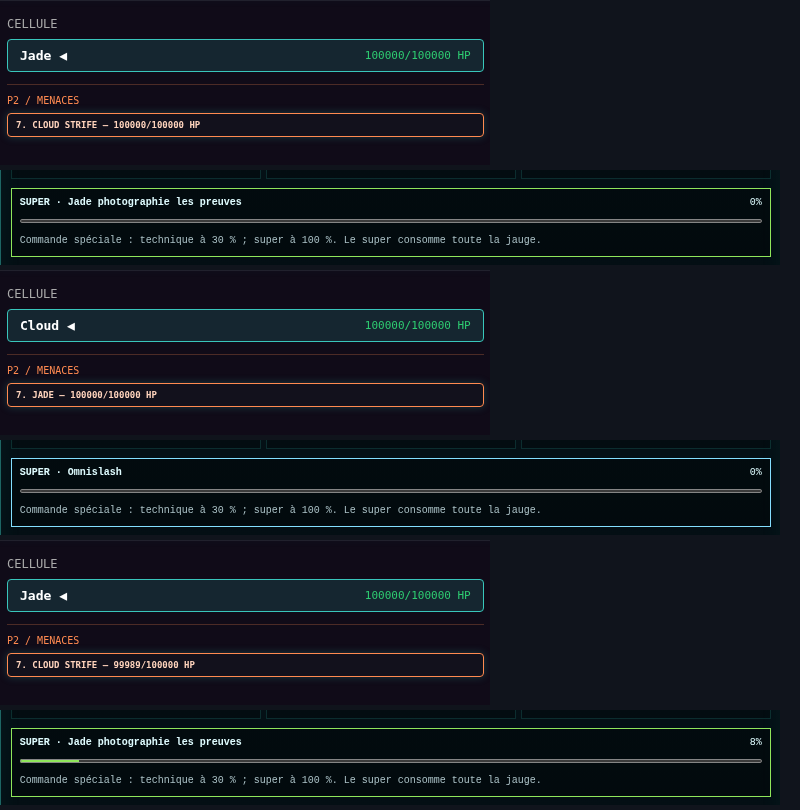 CELLULE
Jade ◀ 100000/100000 HP
P2 / MENACES
7. CLOUD STRIFE — 100000/100000 HP
SUPER · Jade photographie les preuves 0%
Commande spéciale : technique à 30 % ; super à 100 %. Le super consomme toute la jauge.
CELLULE
Cloud ◀ 100000/100000 HP
P2 / MENACES
7. JADE — 100000/100000 HP
SUPER · Omnislash 0%
Commande spéciale : technique à 30 % ; super à 100 %. Le super consomme toute la jauge.
CELLULE
Jade ◀ 100000/100000 HP
P2 / MENACES
7. CLOUD STRIFE — 99989/100000 HP
SUPER · Jade photographie les preuves 8%
Commande spéciale : technique à 30 % ; super à 100 %. Le super consomme toute la jauge.